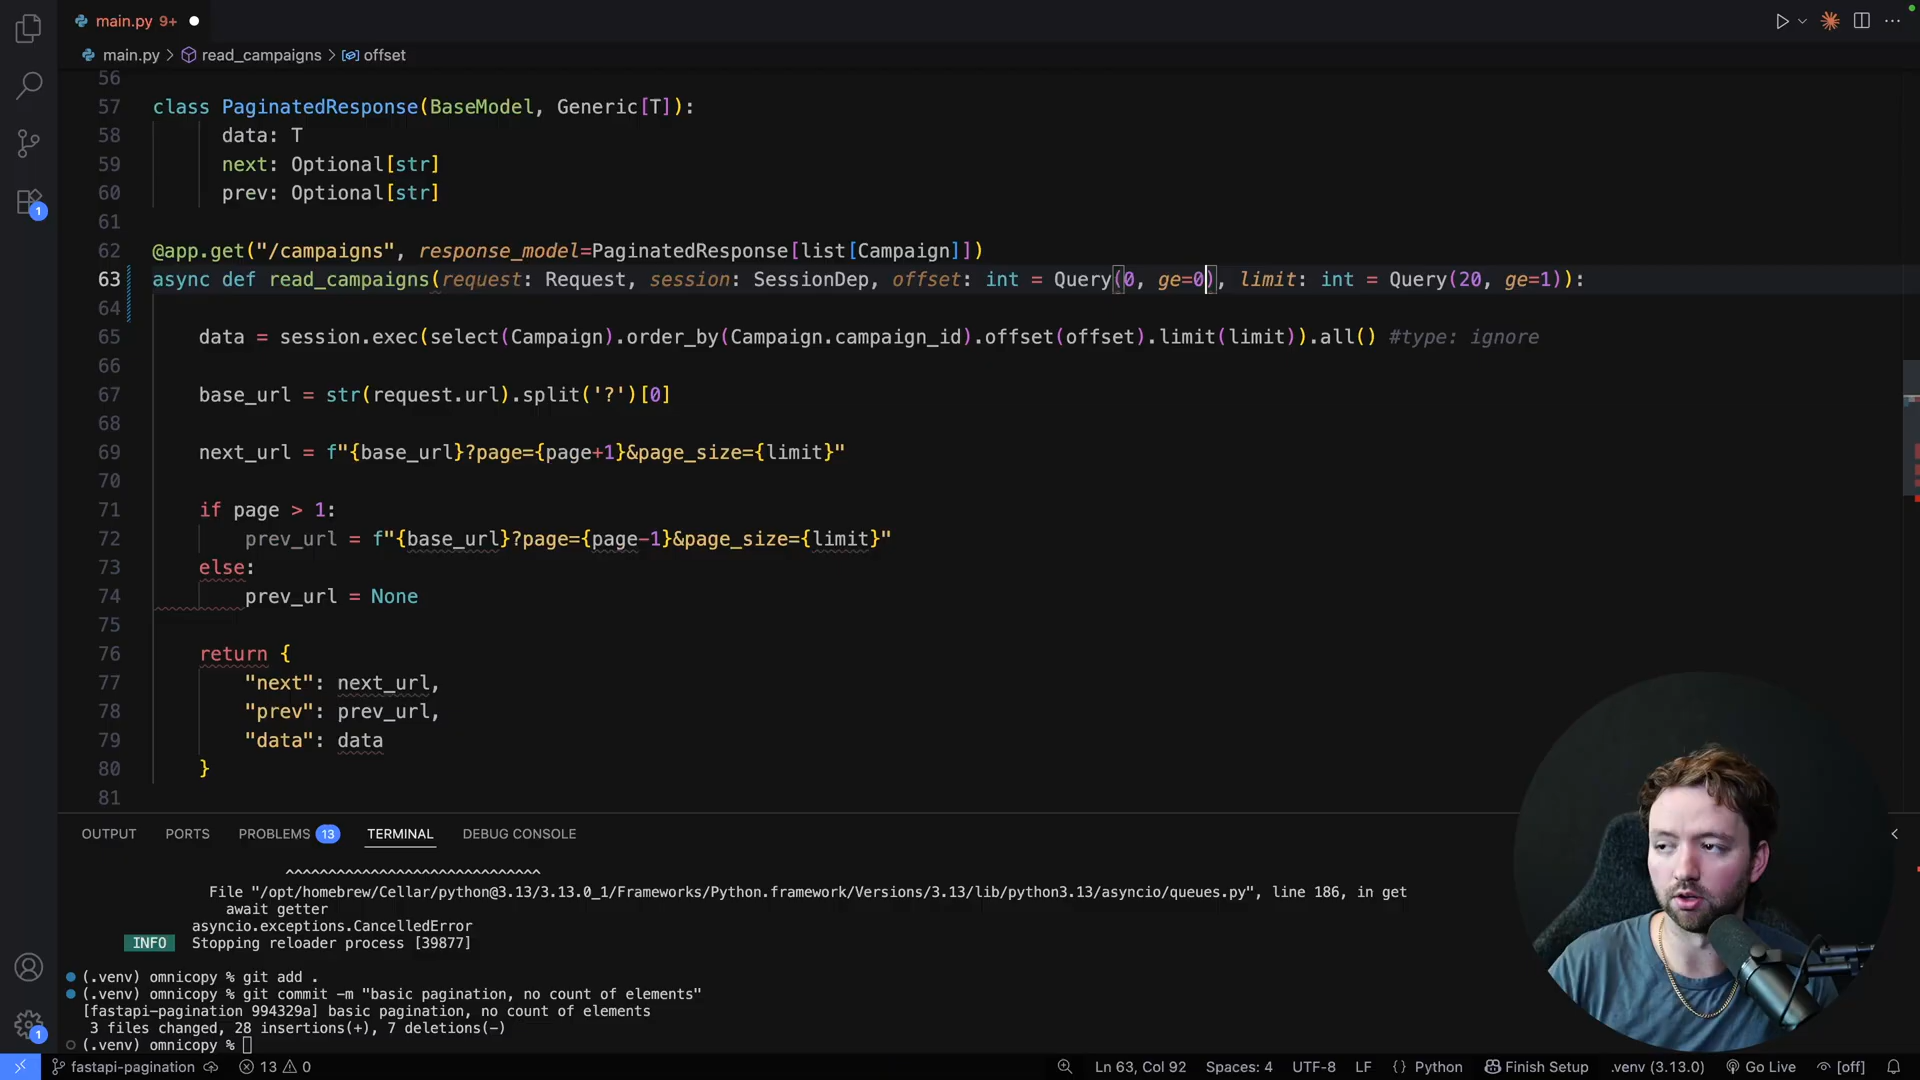 main.py 9+
main.py > read_campaigns > offset
56
57 class PaginatedResponse(BaseModel, Generic[T]):
58 data: T
59 next: Optional[str]
60 prev: Optional[str]
61
62 @app.get("/campaigns", response_model=PaginatedResponse[list[Campaign]])
63 async def read_campaigns(request: Request, session: SessionDep, offset: int = Query(0, ge=0), limit: int = Query(20, ge=1)):
64
65 data = session.exec(select(Campaign).order_by(Campaign.campaign_id).offset(offset).limit(limit)).all() #type: ignore
66
67 base_url = str(request.url).split('?')[0]
68
69 next_url = f"{base_url}?page={page+1}&page_size={limit}"
70
71 if page > 1:
72 prev_url = f"{base_url}?page={page-1}&page_size={limit}"
73 else:
74 prev_url = None
75
76 return {
77 "next": next_url,
78 "prev": prev_url,
79 "data": data
80 }
81
1
OUTPUT PORTS PROBLEMS 13 TERMINAL DEBUG CONSOLE
^^^^^^^^^^^^^^^^^^^^^^^^^^^^
File "/opt/homebrew/Cellar/python@3.13/3.13.0_1/Frameworks/Python.framework/Versions/3.13/lib/python3.13/asyncio/queues.py", line 186, in get
await getter
asyncio.exceptions.CancelledError
INFO Stopping reloader process [39877]
(.venv) omnicopy % git add .
(.venv) omnicopy % git commit -m "basic pagination, no count of elements"
[fastapi-pagination 994329a] basic pagination, no count of elements
3 files changed, 28 insertions(+), 7 deletions(-)
(.venv) omnicopy %
1
fastapi-pagination 13 0 Ln 63, Col 92 Spaces: 4 UTF-8 LF {} Python Finish Setup .venv (3.13.0) Go Live [off]